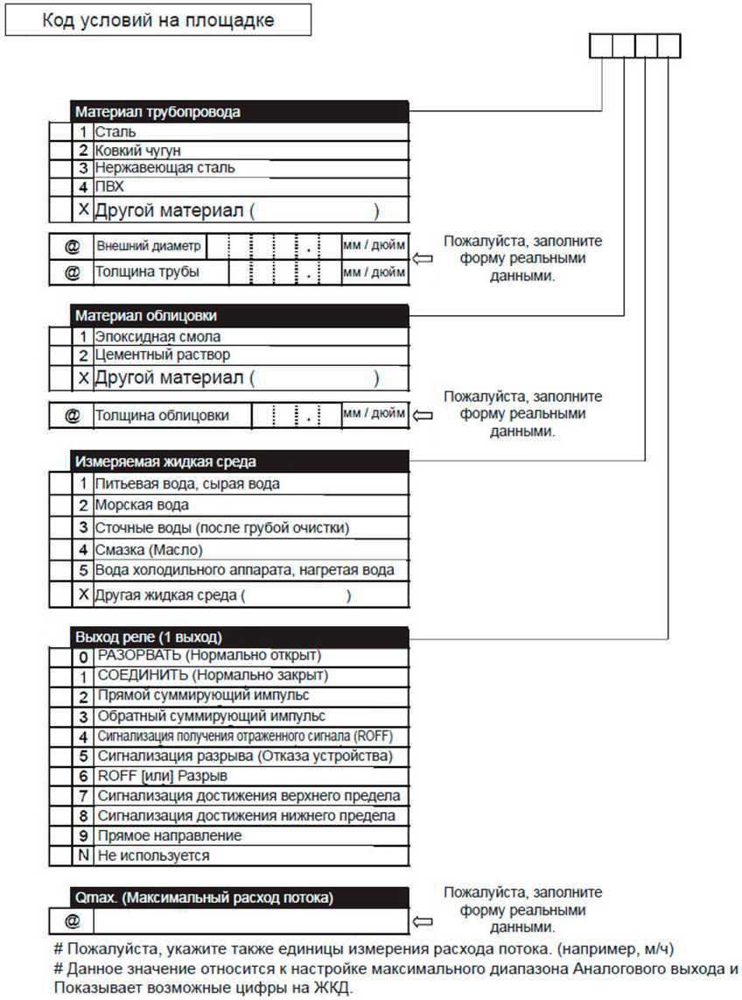 Код условий на площадке
Материал трубопровода
1 Сталь
2 Ковкий чугун
3 Нержавеющая сталь
4 ПВХ
X Другой материал ( )
@ Внешний диаметр . мм / дюйм
@ Толщина трубы . мм / дюйм
Пожалуйста, заполните
форму реальными
данными.
Материал облицовки
1 Эпоксидная смола
2 Цементный раствор
X Другой материал ( )
@ Толщина облицовки . мм / дюйм
Пожалуйста, заполните
форму реальными
данными.
Измеряемая жидкая среда
1 Питьевая вода, сырая вода
2 Морская вода
3 Сточные воды (после грубой очистки)
4 Смазка (Масло)
5 Вода холодильного аппарата, нагретая вода
X Другая жидкая среда ( )
Выход реле (1 выход)
0 РАЗОРВАТЬ (Нормально открыт)
1 СОЕДИНИТЬ (Нормально закрыт)
2 Прямой суммирующий импульс
3 Обратный суммирующий импульс
4 Сигнализация получения отраженного сигнала (ROFF)
5 Сигнализация разрыва (Отказа устройства)
6 ROFF [или] Разрыв
7 Сигнализация достижения верхнего предела
8 Сигнализация достижения нижнего предела
9 Прямое направление
N Не используется
Qmax. (Максимальный расход потока)
@
Пожалуйста, заполните
форму реальными
данными.
# Пожалуйста, укажите также единицы измерения расхода потока. (например, м/ч)
# Данное значение относится к настройке максимального диапазона Аналогового выхода и
Показывает возможные цифры на ЖКД.